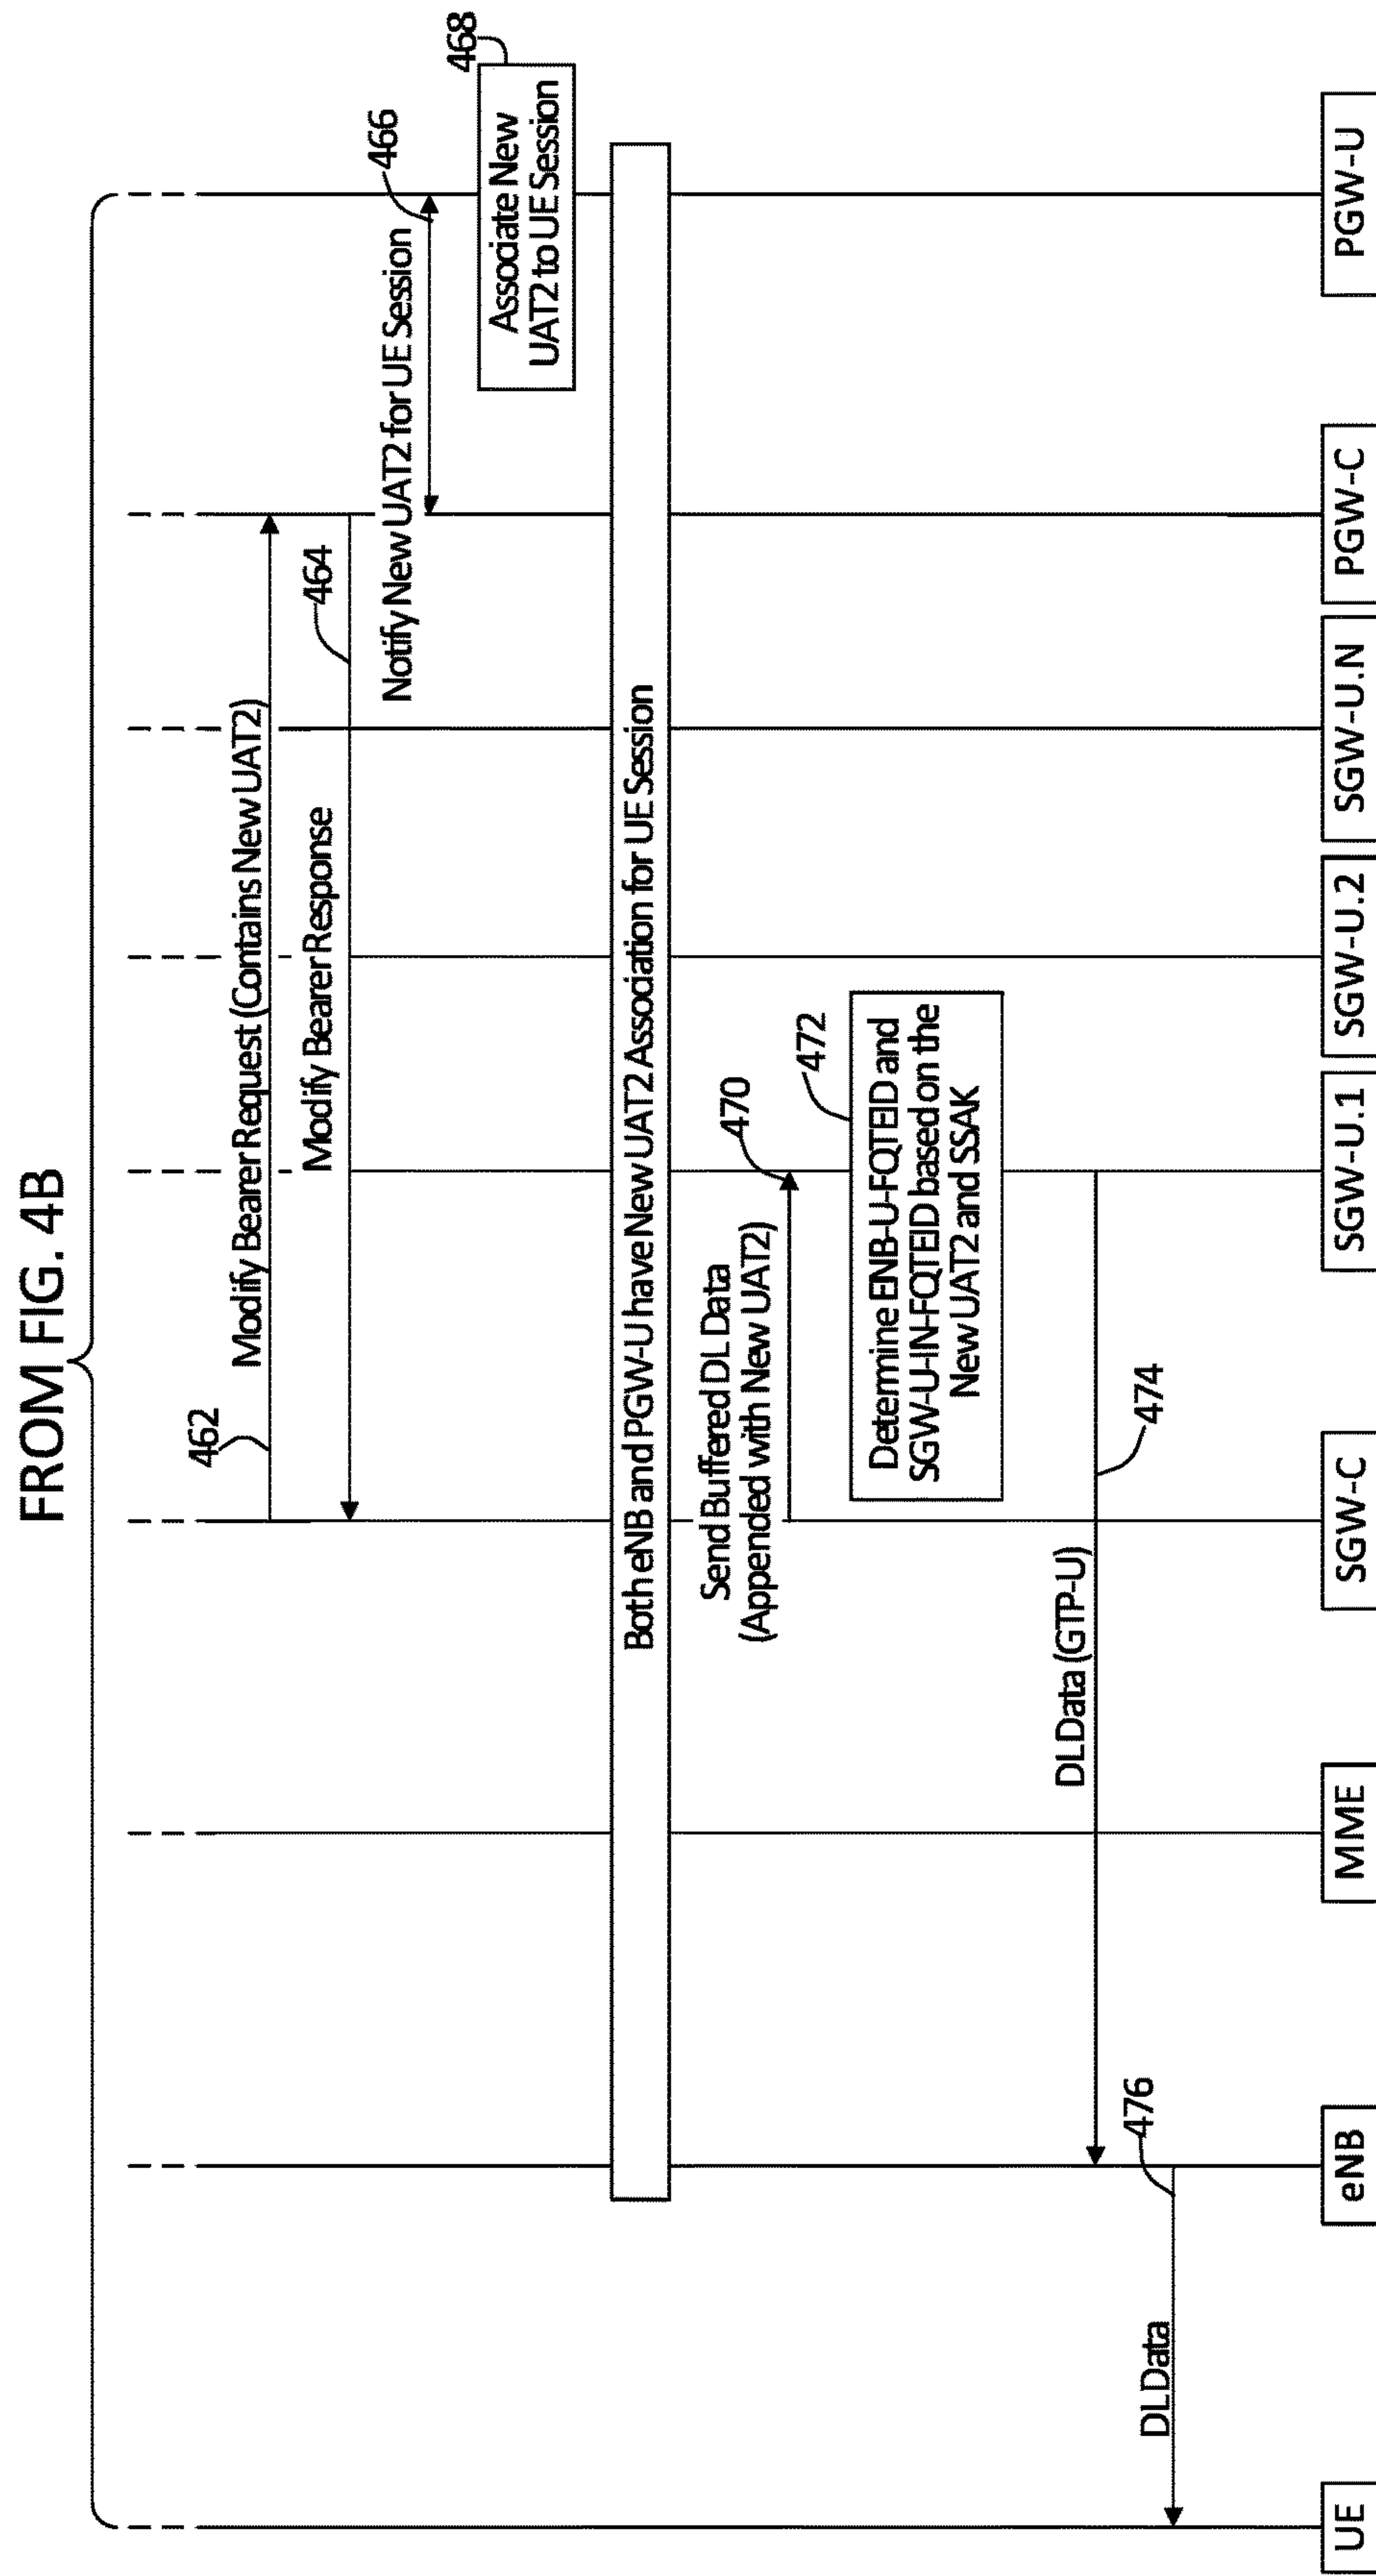 FROM FIG. 4B
462
Modify Bearer Request (Contains New UAT2)
Modify Bearer Response
464
Notify New UAT2 for UE Session
466
468
Associate New
UAT2 to UE Session
Both eNB and PGW-U have New UAT2 Association for UE Session
Send Buffered DL Data
(Appended with New UAT2)
470
472
Determine ENB-U-FQTEID and
SGW-U-IN-FQTEID based on the
New UAT2 and SSAK
DL Data (GTP-U)
474
DL Data
476
UE
eNB
MME
SGW-C
SGW-U.1
SGW-U.2
SGW-U.N
PGW-C
PGW-U